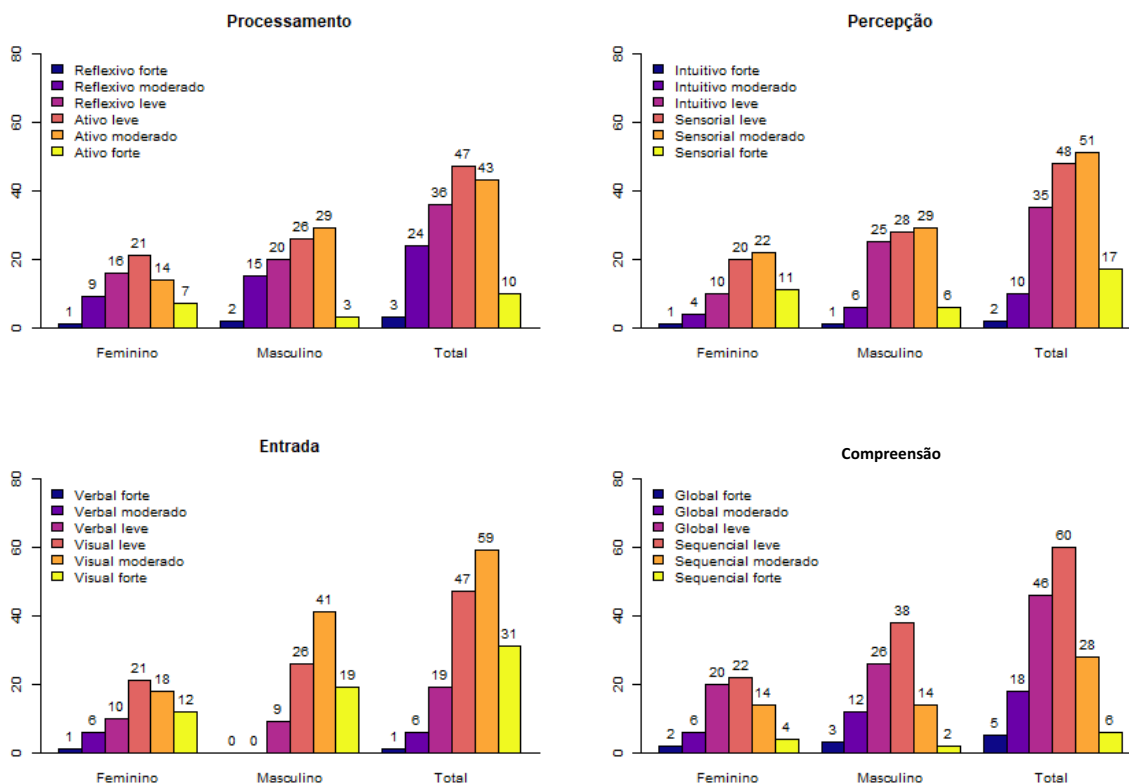 Processamento
80
60
40
20
0
Reflexivo forte
Reflexivo moderado
Reflexivo leve
Ativo leve
Ativo moderado
Ativo forte
1 9 16 21 14 7
2 15 20 26 29 3
3 24 36 47 43 10
Feminino Masculino Total
Percepção
80
60
40
20
0
Intuitivo forte
Intuitivo moderado
Intuitivo leve
Sensorial leve
Sensorial moderado
Sensorial forte
1 4 10 20 22 11
1 6 25 28 29 6
2 10 35 48 51 17
Feminino Masculino Total
Entrada
80
60
40
20
0
Verbal forte
Verbal moderado
Verbal leve
Visual leve
Visual moderado
Visual forte
1 6 10 21 18 12
0 0 9 26 41 19
1 6 19 47 59 31
Feminino Masculino Total
Compreensão
80
60
40
20
0
Global forte
Global moderado
Global leve
Sequencial leve
Sequencial moderado
Sequencial forte
2 6 20 22 14 4
3 12 26 38 14 2
5 18 46 60 28 6
Feminino Masculino Total